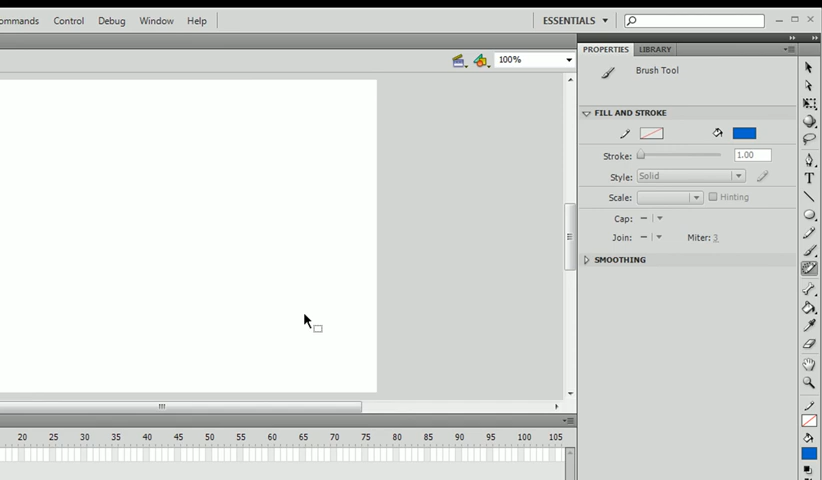 ommands Control Debug Window Help ESSENTIALS
100%
PROPERTIES LIBRARY
Brush Tool
FILL AND STROKE
Stroke: 1.00
Style: Solid
Scale: Hinting
Cap:
Join: Miter: 3
SMOOTHING
20 25 30 35 40 45 50 55 60 65 70 75 80 85 90 95 100 105